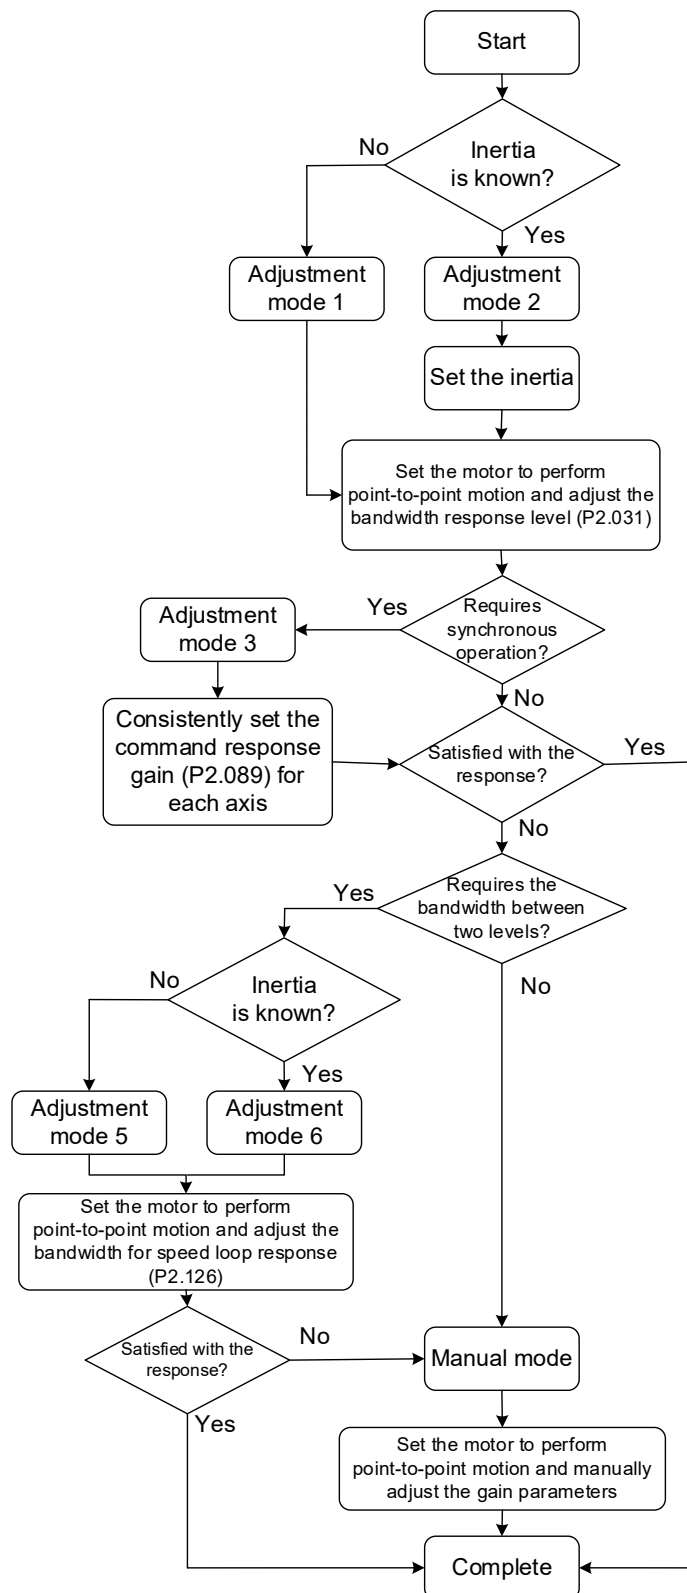 Start
Inertia
is known?
No
Yes
Adjustment
mode 1
Adjustment
mode 2
Set the inertia
Set the motor to perform
point-to-point motion and adjust the
bandwidth response level (P2.031)
Requires
synchronous
operation?
Yes
No
Adjustment
mode 3
Consistently set the
command response
gain (P2.089) for
each axis
Satisfied with the
response?
Yes
No
Requires the
bandwidth between
two levels?
Yes
No
Inertia
is known?
No
Yes
Adjustment
mode 5
Adjustment
mode 6
Set the motor to perform
point-to-point motion and adjust the
bandwidth for speed loop response
(P2.126)
Satisfied with the
response?
No
Yes
Manual mode
Set the motor to perform
point-to-point motion and manually
adjust the gain parameters
Complete